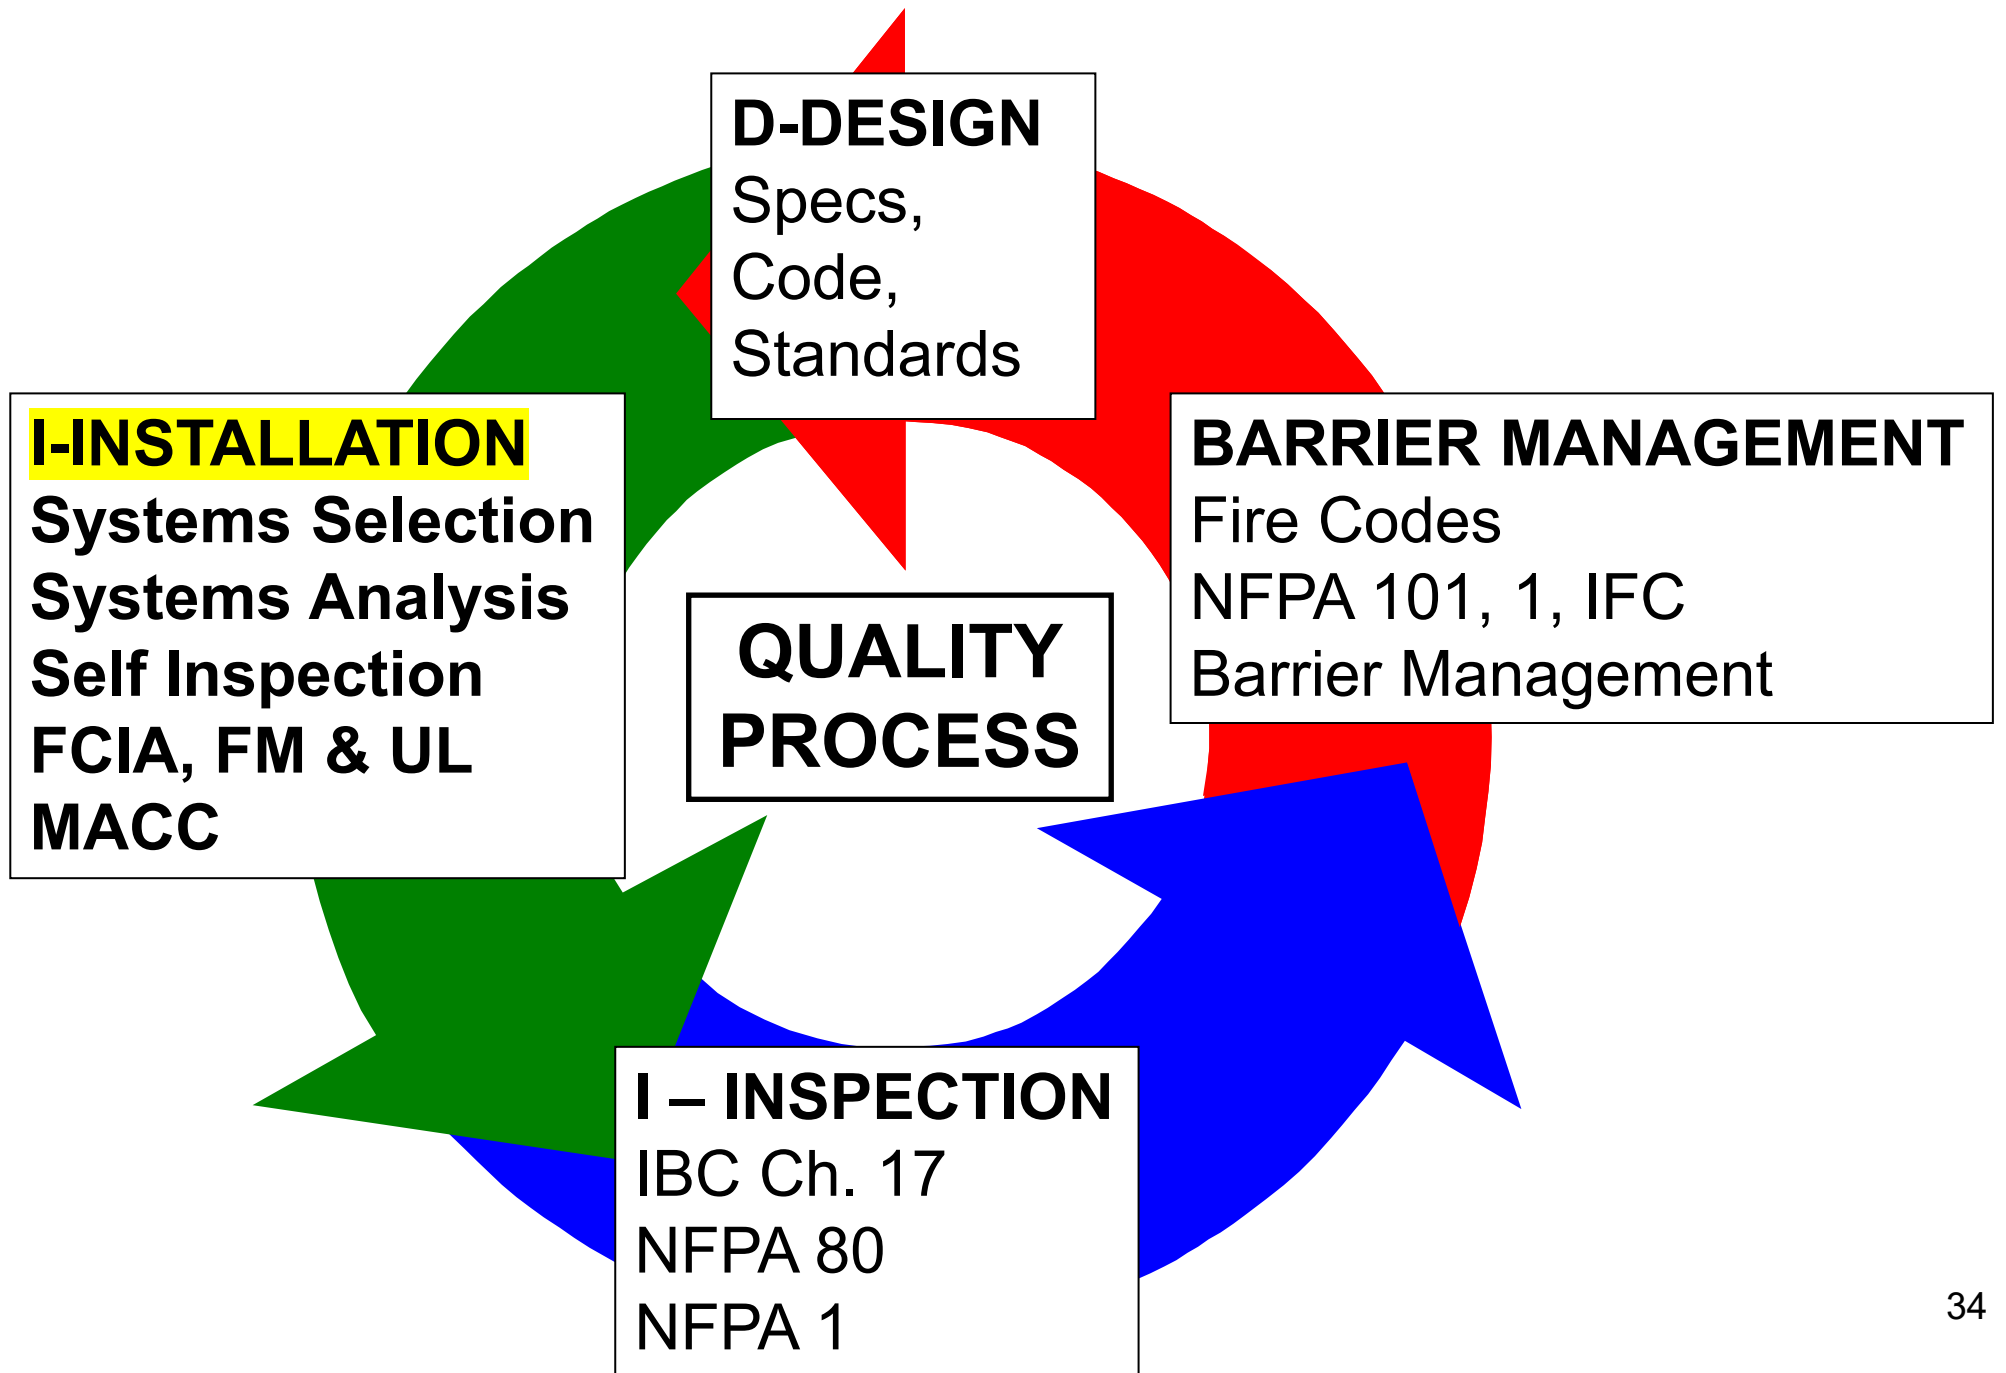 D-DESIGN
Specs,
Code,
Standards
I-INSTALLATION
Systems Selection
Systems Analysis
Self Inspection
FCIA, FM & UL
MACC
BARRIER MANAGEMENT
Fire Codes
NFPA 101, 1, IFC
Barrier Management
QUALITY
PROCESS
I – INSPECTION
IBC Ch. 17
NFPA 80
NFPA 1
34